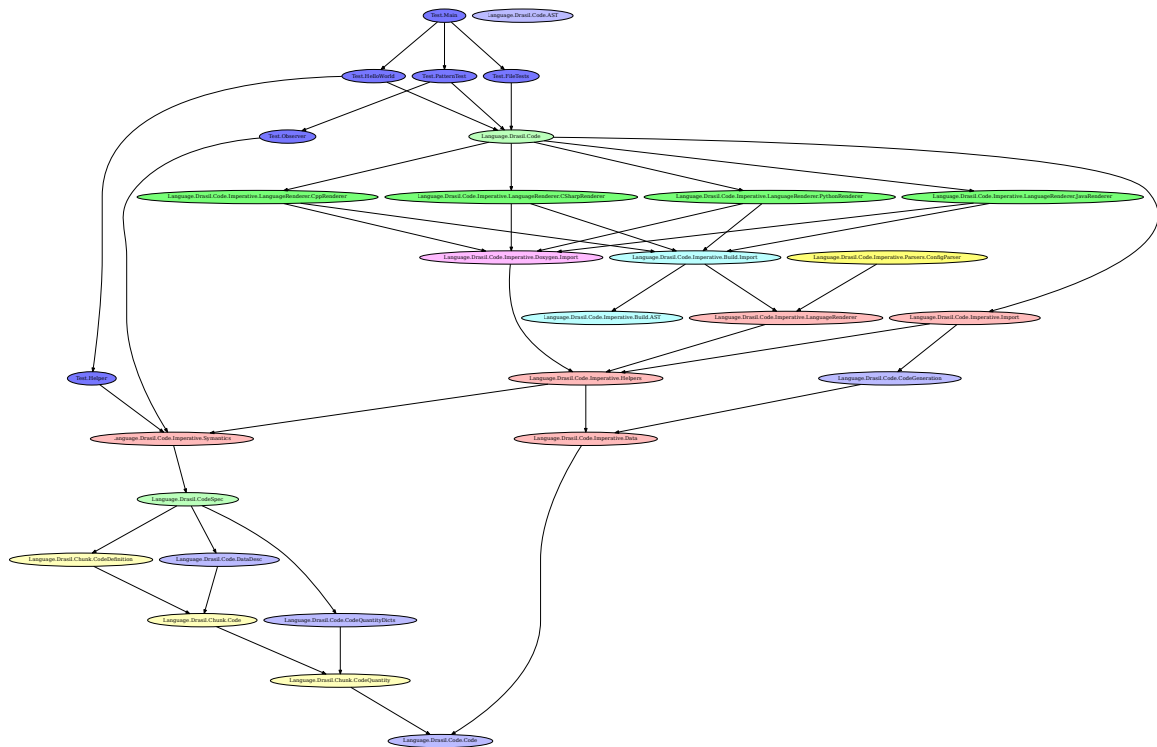 Test.Main
Language.Drasil.Code.AST
Test.HelloWorld
Test.PatternTest
Test.FileTests
Test.Observer
Language.Drasil.Code
Language.Drasil.Code.Imperative.LanguageRenderer.CppRenderer
Language.Drasil.Code.Imperative.LanguageRenderer.CSharpRenderer
Language.Drasil.Code.Imperative.LanguageRenderer.PythonRenderer
Language.Drasil.Code.Imperative.LanguageRenderer.JavaRenderer
Language.Drasil.Code.Imperative.Doxygen.Import
Language.Drasil.Code.Imperative.Build.Import
Language.Drasil.Code.Imperative.Parsers.ConfigParser
Language.Drasil.Code.Imperative.Build.AST
Language.Drasil.Code.Imperative.LanguageRenderer
Language.Drasil.Code.Imperative.Import
Test.Helper
Language.Drasil.Code.Imperative.Helpers
Language.Drasil.Code.CodeGeneration
Language.Drasil.Code.Imperative.Symantics
Language.Drasil.Code.Imperative.Data
Language.Drasil.CodeSpec
Language.Drasil.Chunk.CodeDefinition
Language.Drasil.Code.DataDesc
Language.Drasil.Chunk.Code
Language.Drasil.Code.CodeQuantityDicts
Language.Drasil.Chunk.CodeQuantity
Language.Drasil.Code.Code